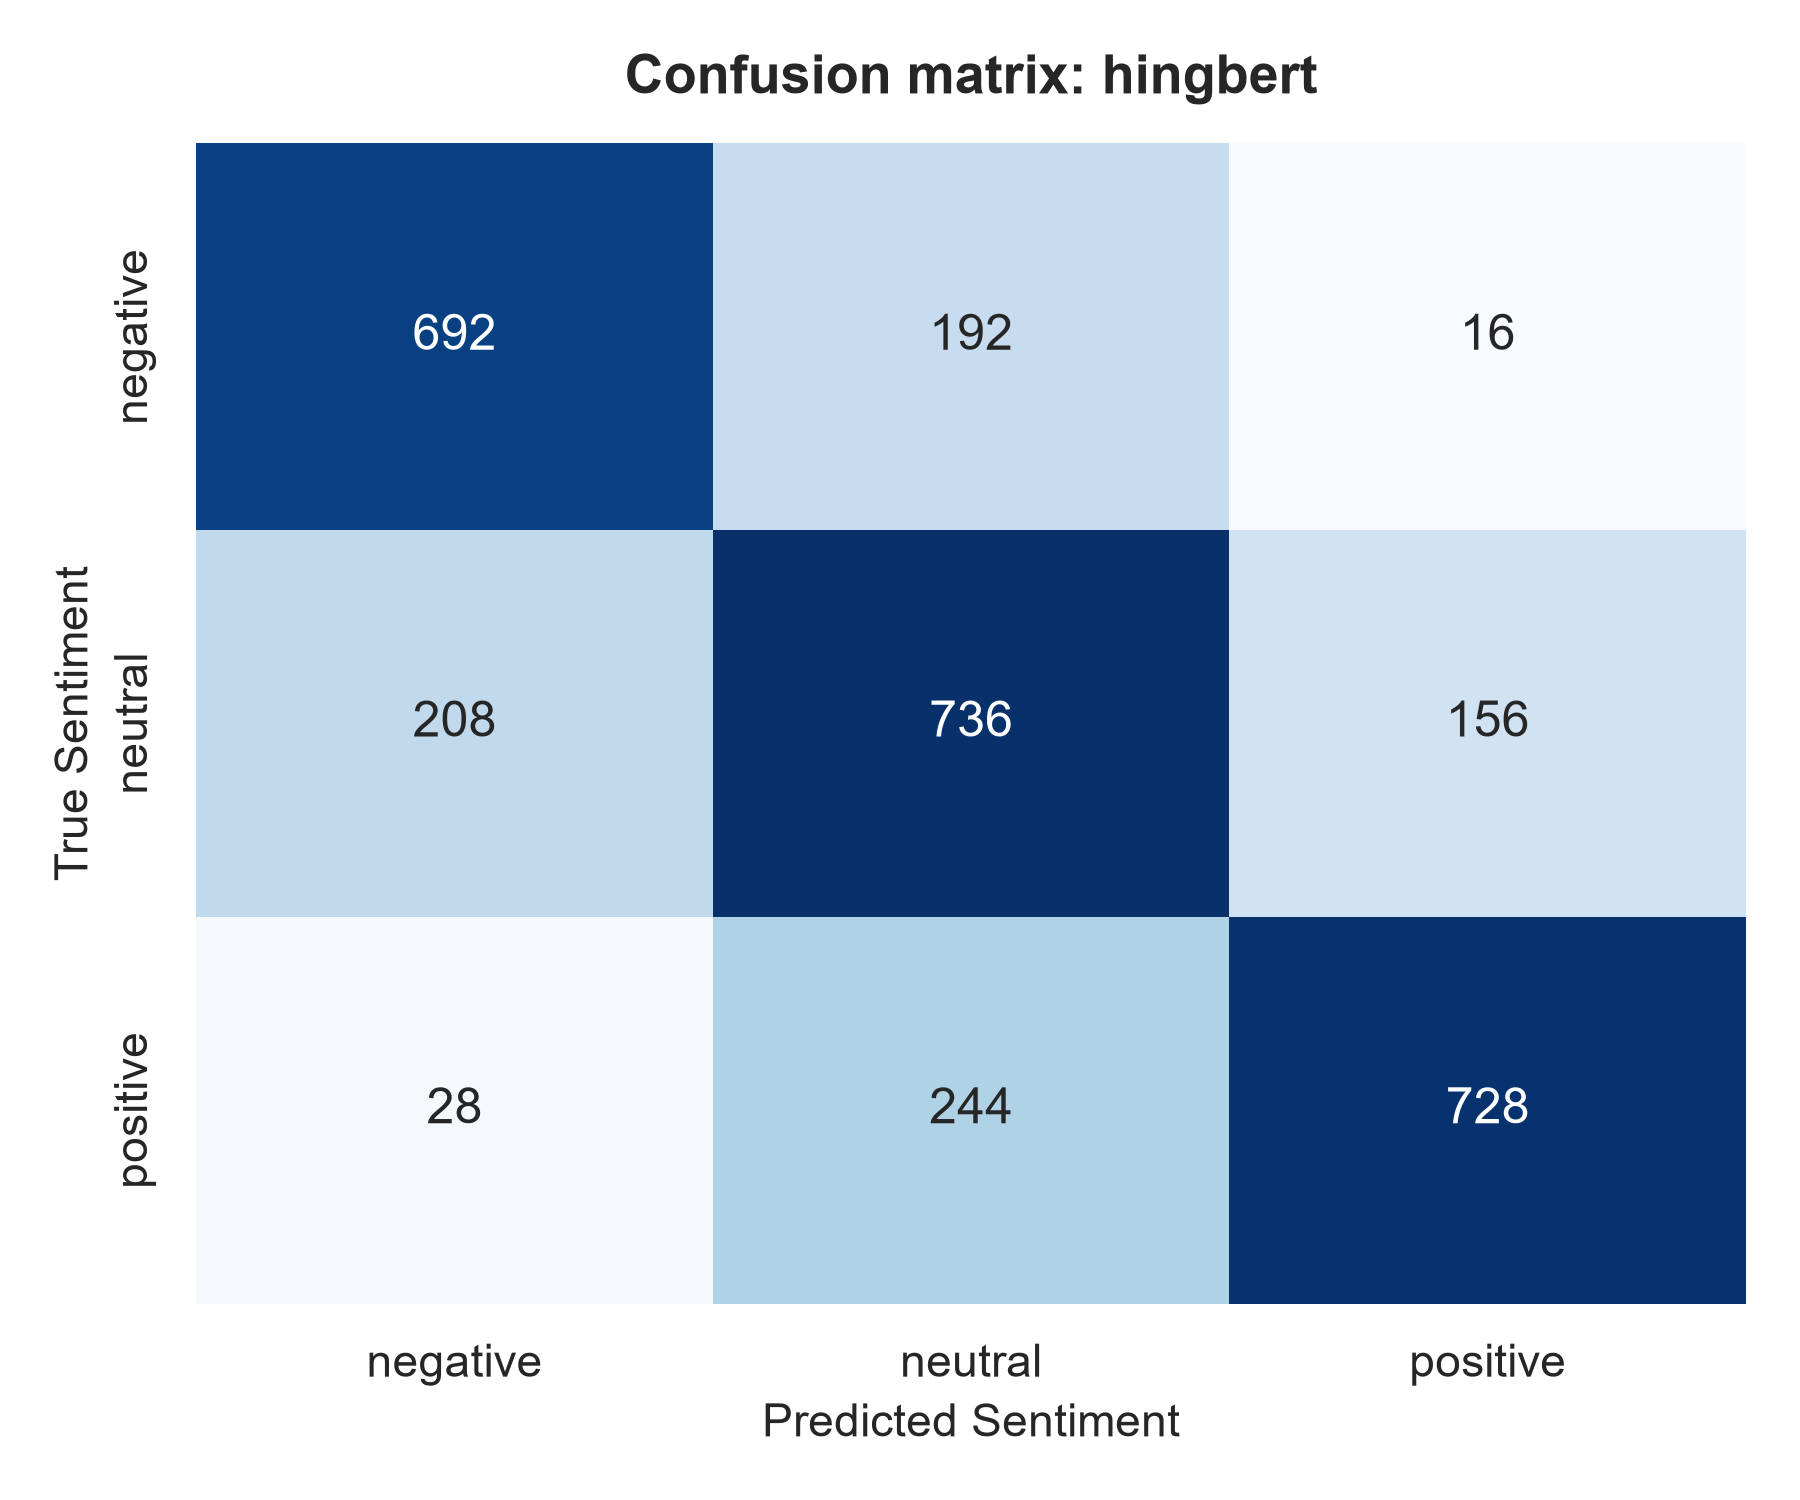 Confusion matrix: hingbert
True Sentiment
negative
692 192 16
neutral
208 736 156
positive
28 244 728
negative neutral positive
Predicted Sentiment